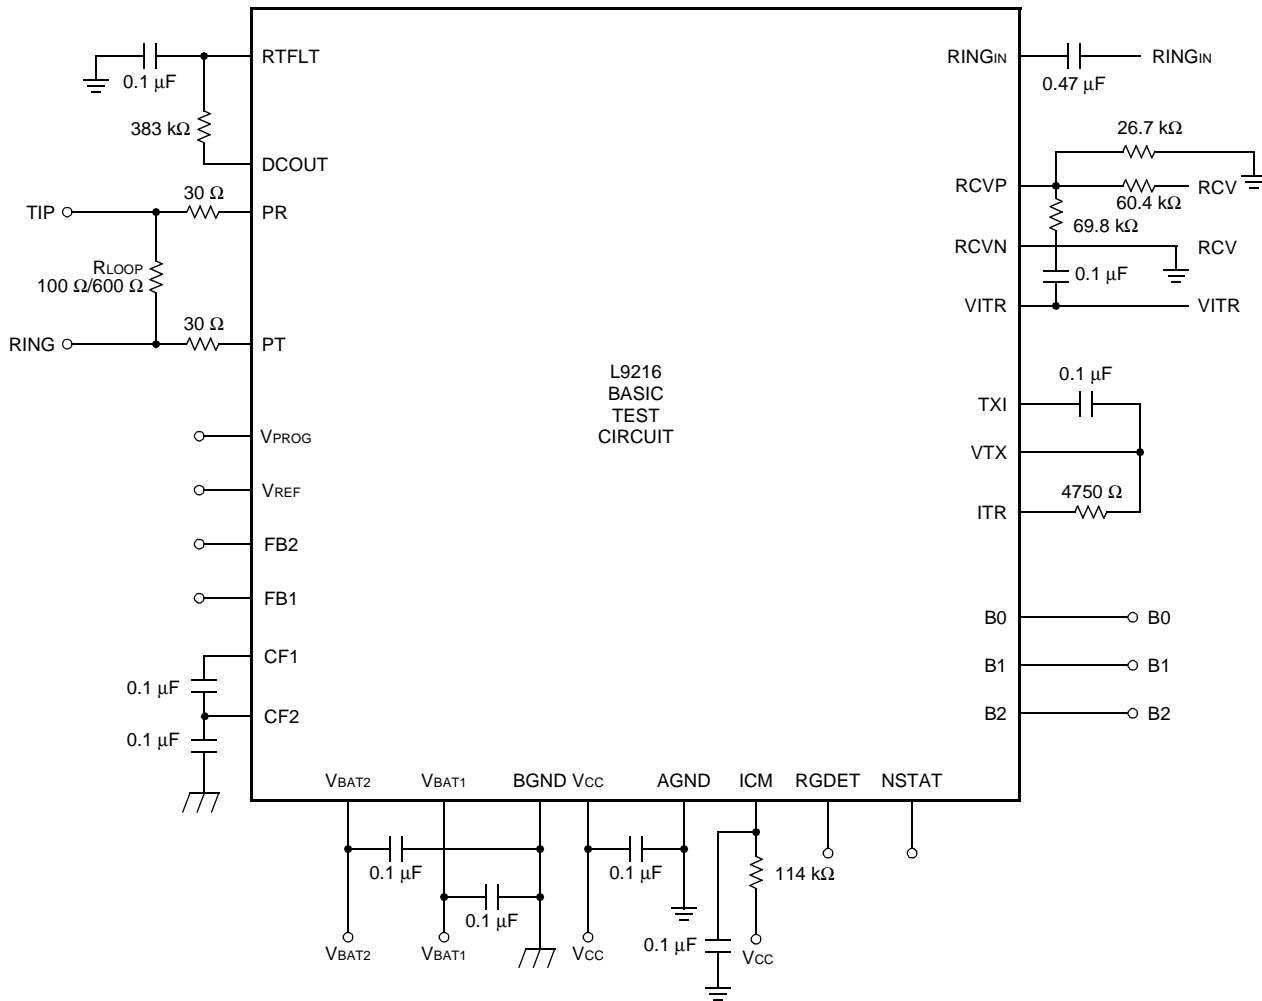 RTFLT
0.1 μF
383 kΩ
DCOUT
30 Ω
TIP
PR
RLOOP
100 Ω/600 Ω
30 Ω
RING
PT
VPROG
VREF
FB2
FB1
CF1
0.1 μF
CF2
0.1 μF
L9216
BASIC
TEST
CIRCUIT
RINGIN
RINGIN
0.47 μF
26.7 kΩ
RCVP
RCV
60.4 kΩ
69.8 kΩ
RCVN
RCV
0.1 μF
VITR
VITR
0.1 μF
TXI
VTX
4750 Ω
ITR
B0
B0
B1
B1
B2
B2
VBAT2
VBAT1
BGND
VCC
AGND
ICM
RGDET
NSTAT
0.1 μF
0.1 μF
114 kΩ
0.1 μF
0.1 μF
VBAT2
VBAT1
VCC
VCC